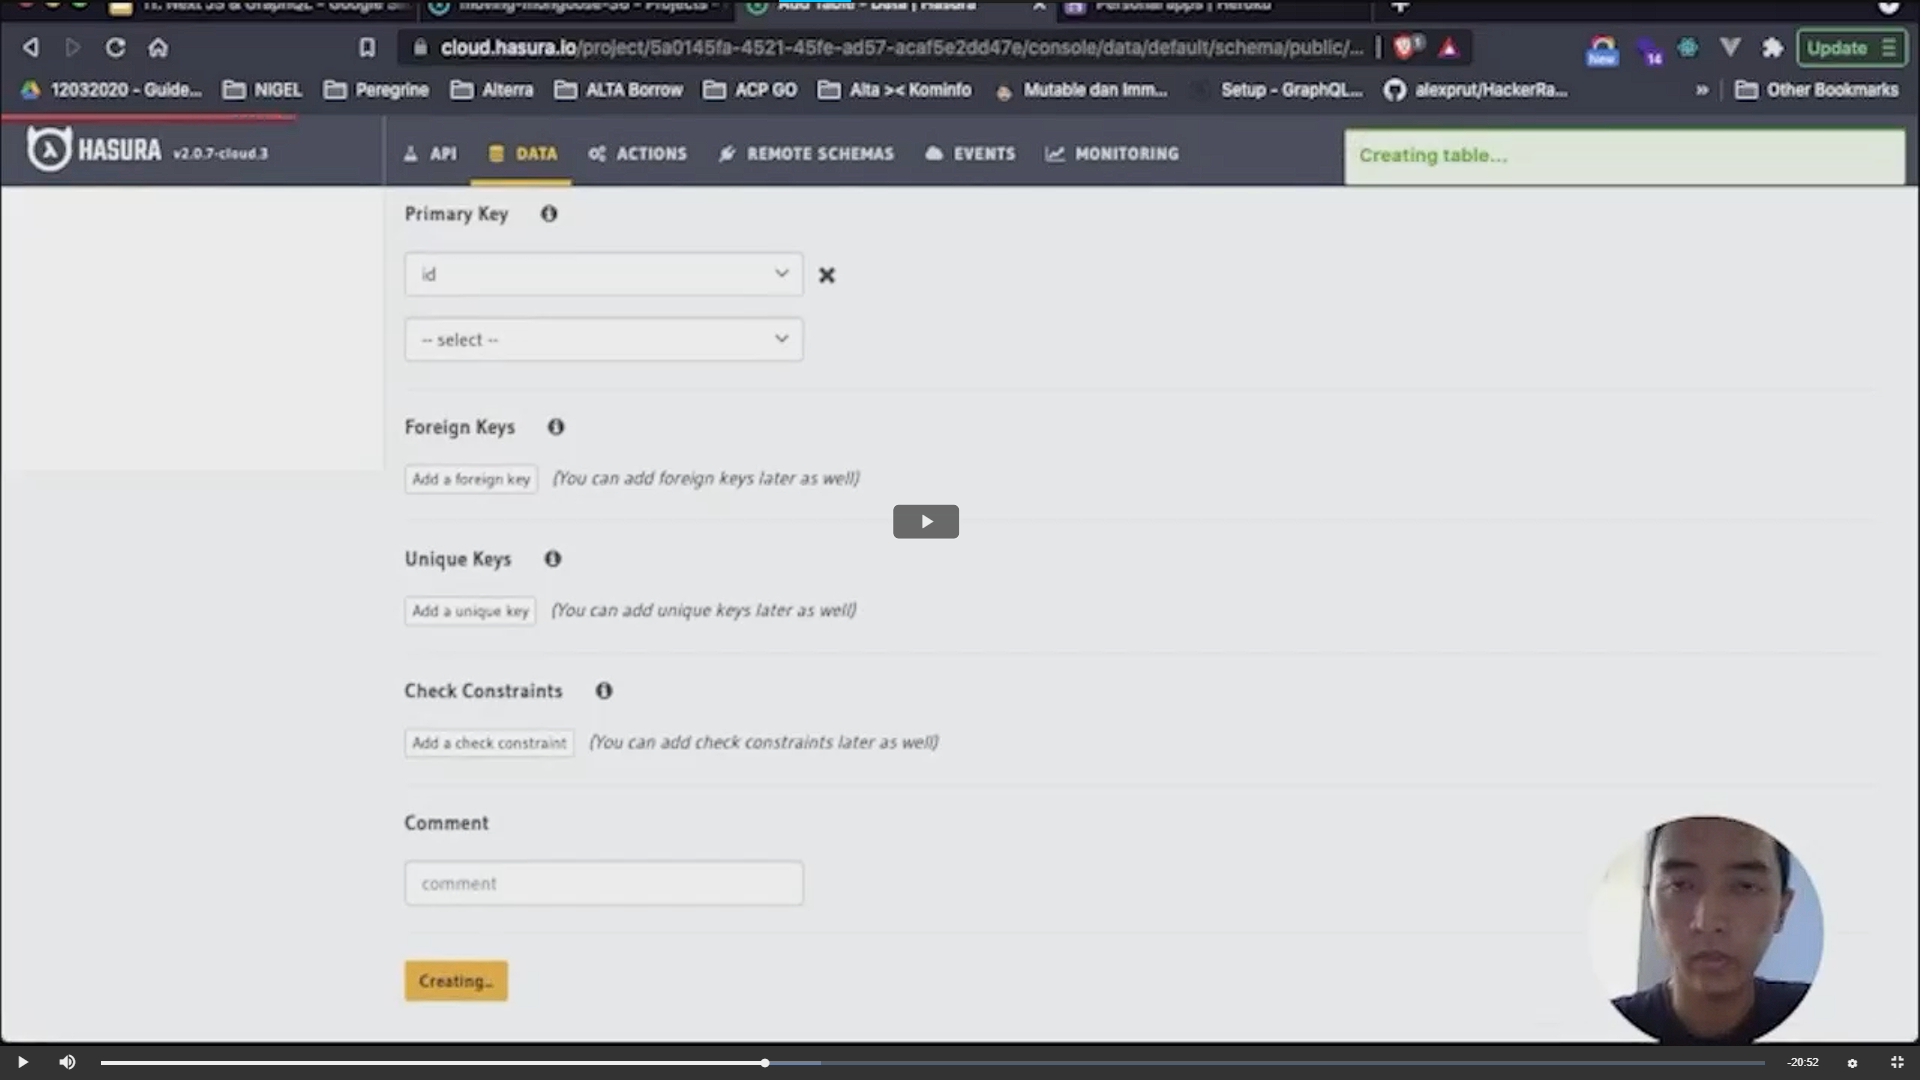 11. Next JS & GraphQL - Google Sl
moving-mongoose-36 - Projects
Add Table - Data | Hasura
Personal apps | Heroku
cloud.hasura.io/project/5a0145fa-4521-45fe-ad57-acaf5e2dd47e/console/data/default/schema/public/...
New
14
Update
12032020 - Guide...
NIGEL
Peregrine
Alterra
ALTA Borrow
ACP GO
Alta >< Kominfo
Mutable dan Imm...
Setup - GraphQL...
alexprut/HackerRa...
»
Other Bookmarks
HASURA v2.0.7-cloud.3
API
DATA
ACTIONS
REMOTE SCHEMAS
EVENTS
MONITORING
Creating table...
Primary Key
id
-- select --
Foreign Keys
Add a foreign key (You can add foreign keys later as well)
Unique Keys
Add a unique key (You can add unique keys later as well)
Check Constraints
Add a check constraint (You can add check constraints later as well)
Comment
comment
Creating...
-20:52